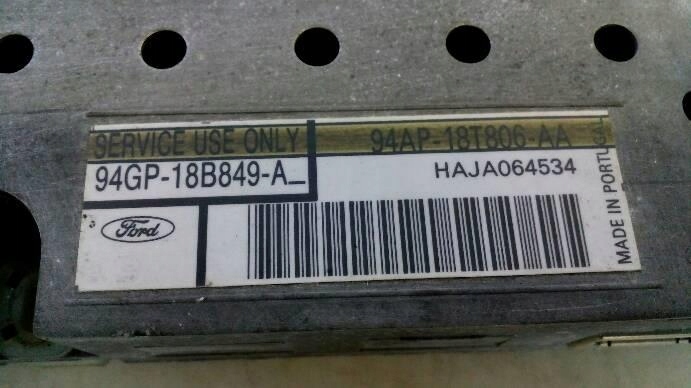 SERVICE USE ONLY
94AP-18T806-AA
94GP-18B849-A_
HAJA064534
Ford
MADE IN PORTUGAL